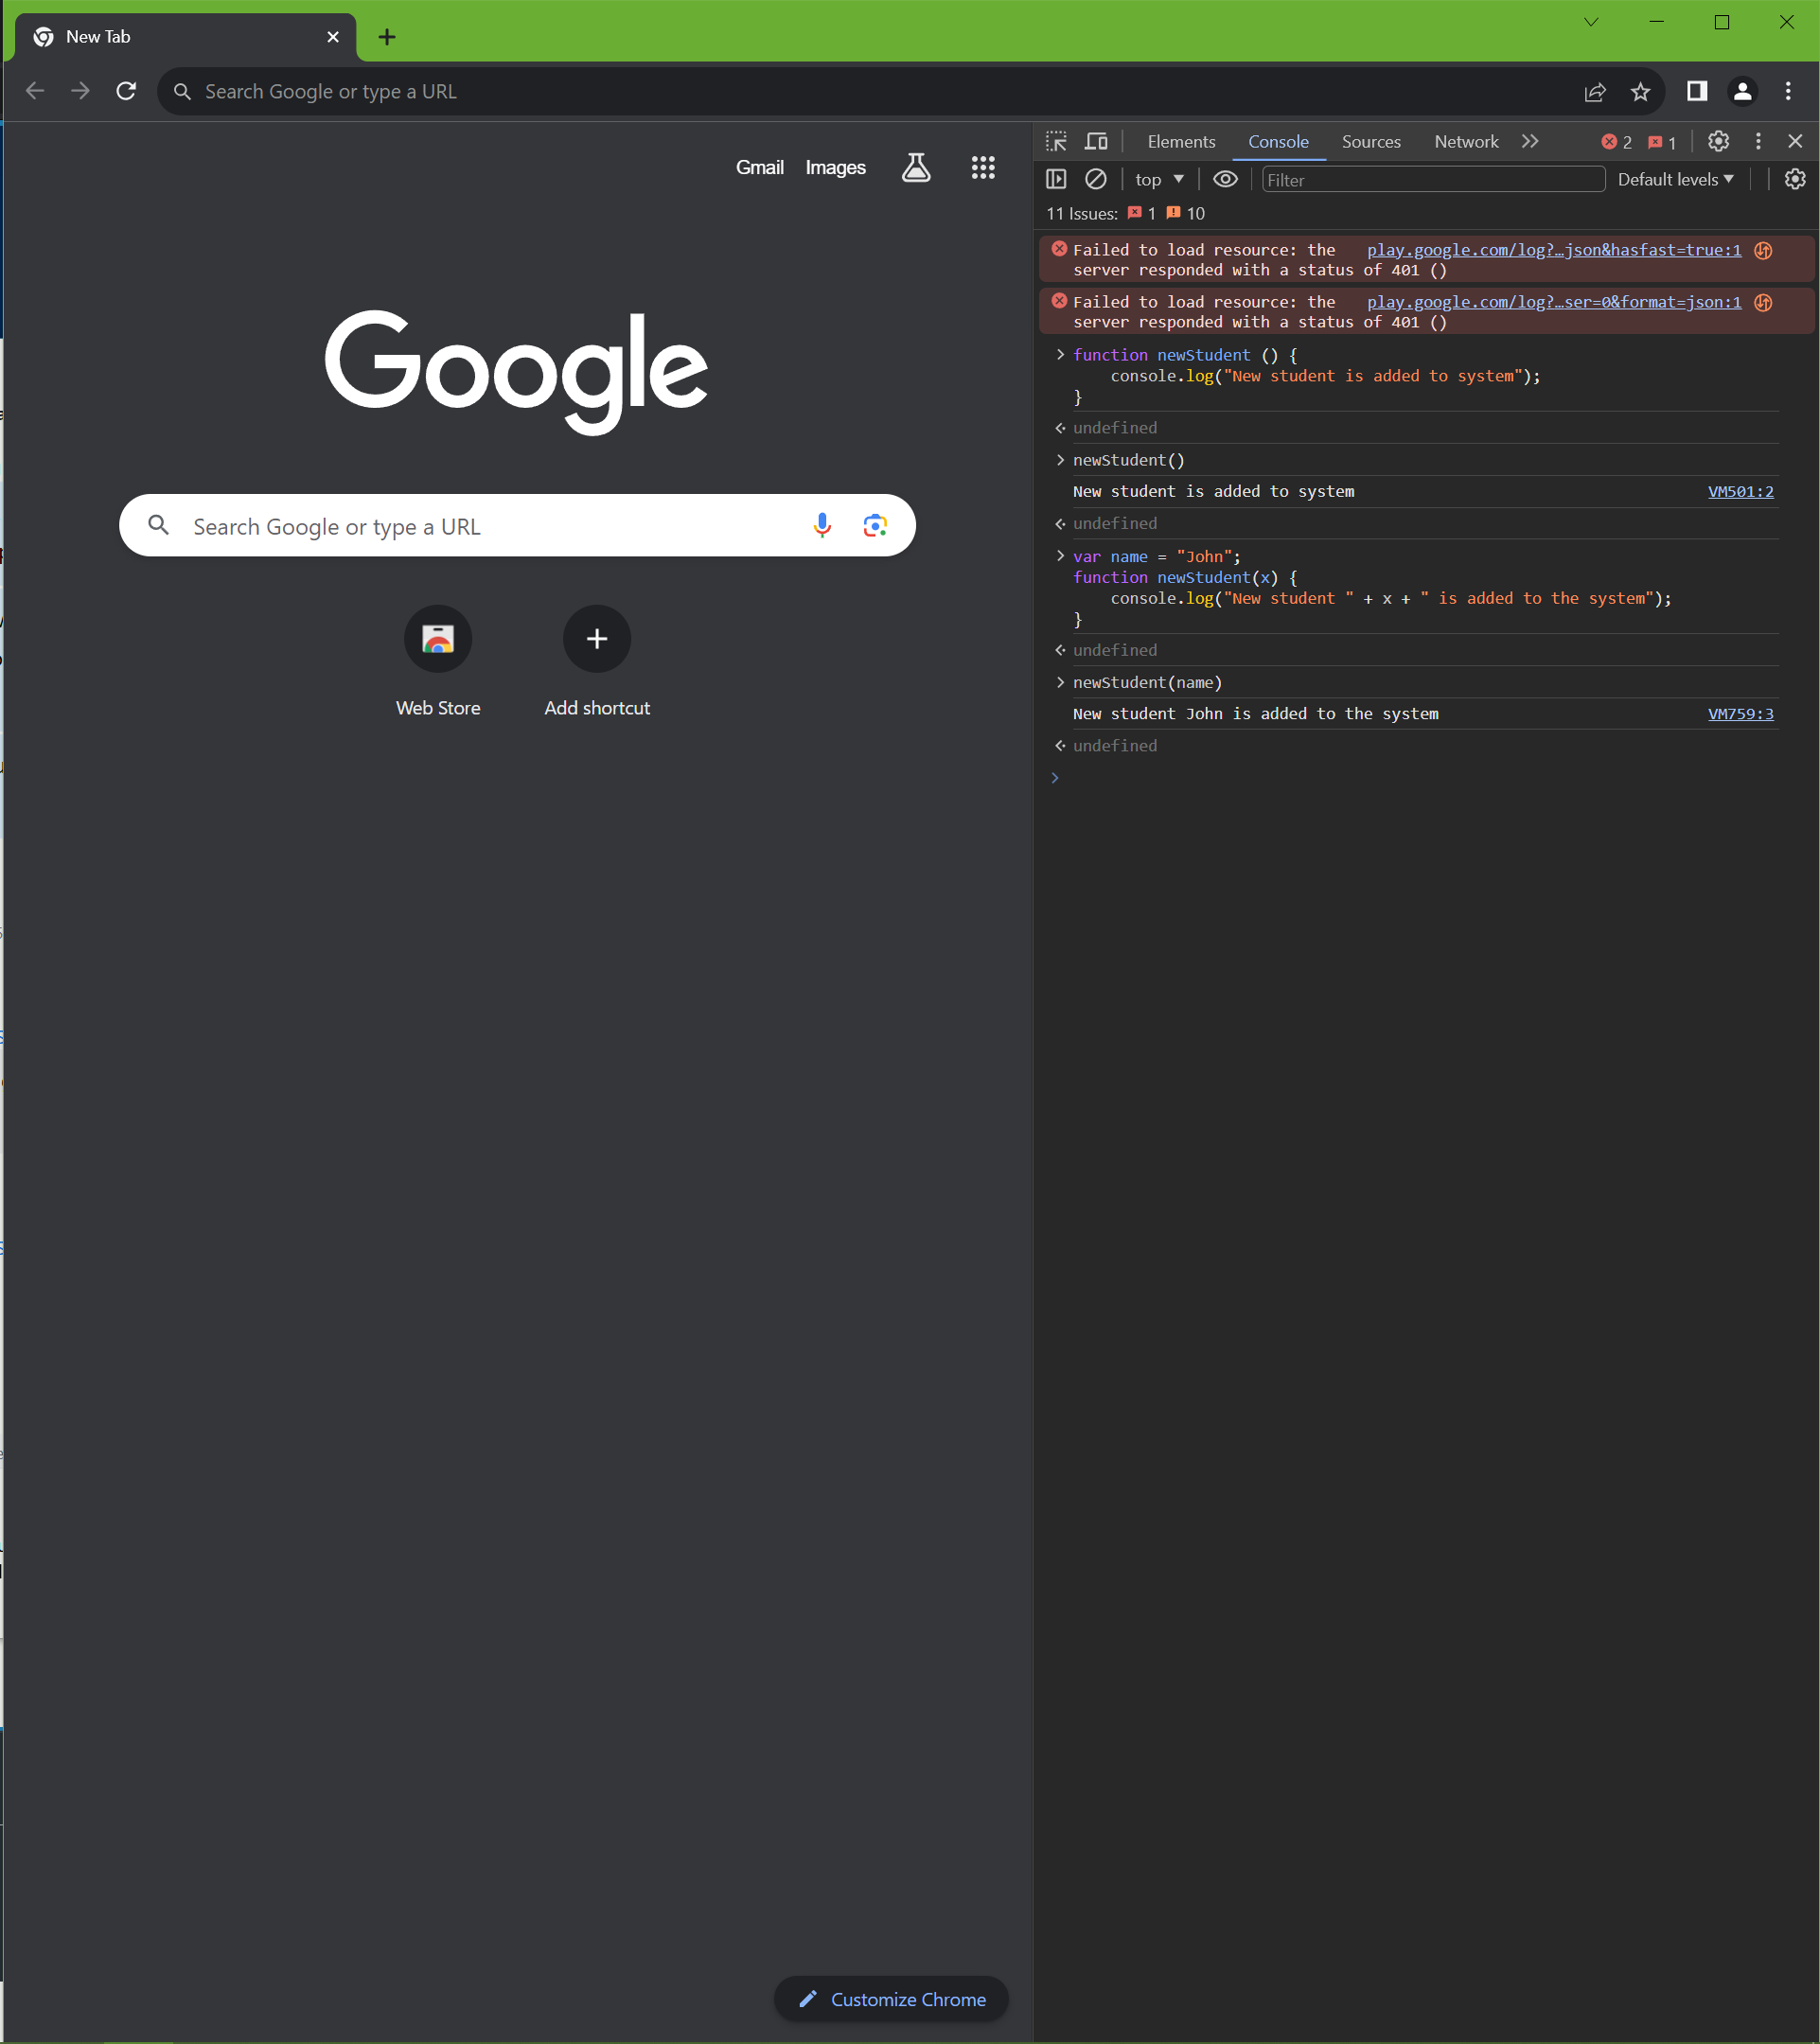 New Tab
Search Google or type a URL
Gmail Images
Google
Search Google or type a URL
Web Store
Add shortcut
Customize Chrome
Elements Console Sources Network 2 1
top Filter Default levels
11 Issues: 1 10
Failed to load resource: the play.google.com/log?…json&hasfast=true:1
server responded with a status of 401 ()
Failed to load resource: the play.google.com/log?…ser=0&format=json:1
server responded with a status of 401 ()
function newStudent () {
    console.log("New student is added to system");
}
undefined
newStudent()
New student is added to system VM501:2
undefined
var name = "John";
function newStudent(x) {
    console.log("New student " + x + " is added to the system");
}
undefined
newStudent(name)
New student John is added to the system VM759:3
undefined